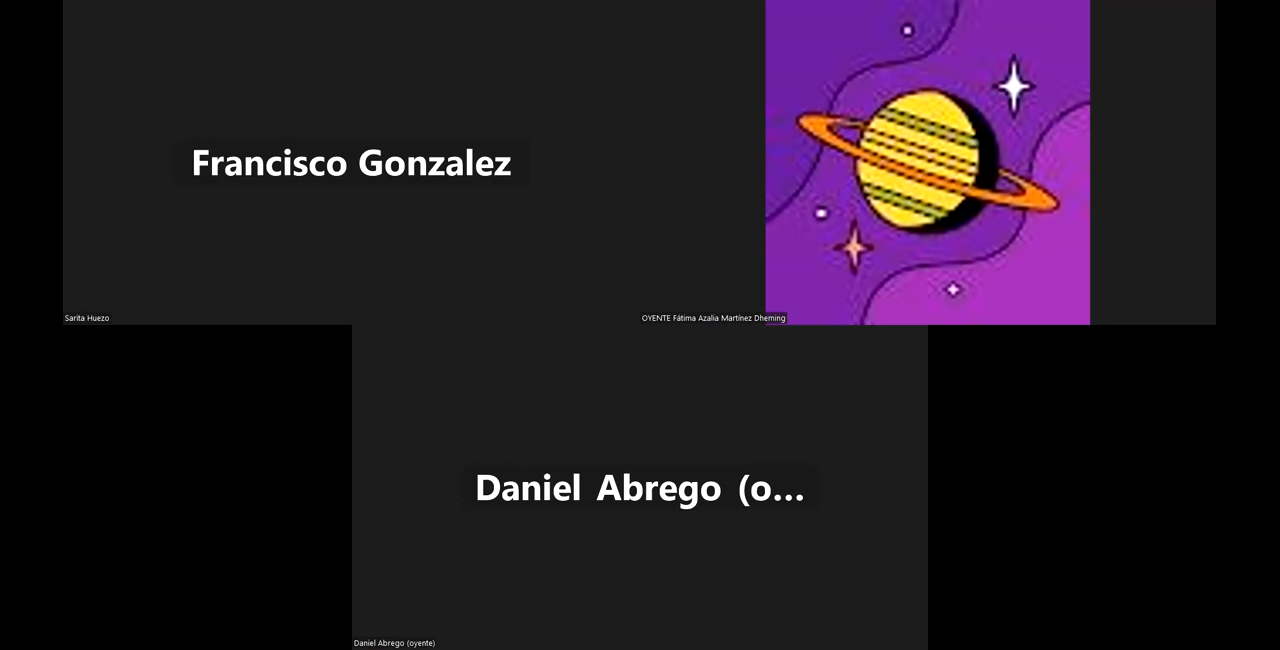 Francisco Gonzalez
Sarita Huezo
OYENTE Fátima Azalia Martínez Dheming
Daniel Abrego (o...
Daniel Abrego (oyente)